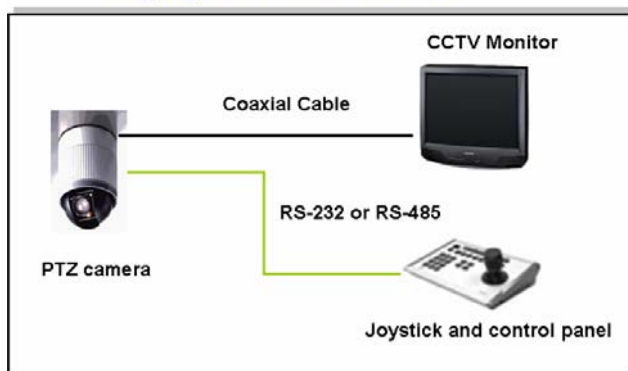 CCTV Monitor
Coaxial Cable
RS-232 or RS-485
PTZ camera
Joystick and control panel